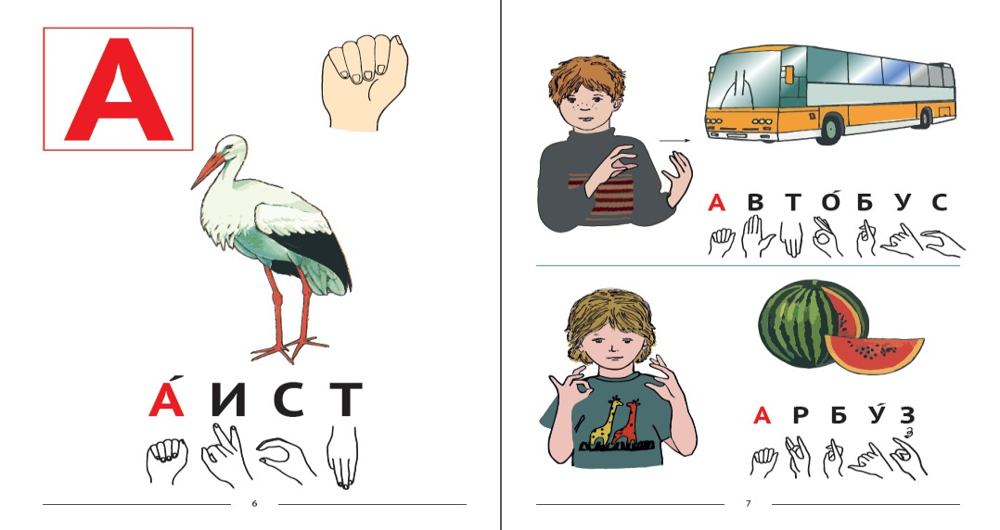 А
А́ И С Т
6
А В Т О́ Б У С
А Р Б У́ З
7